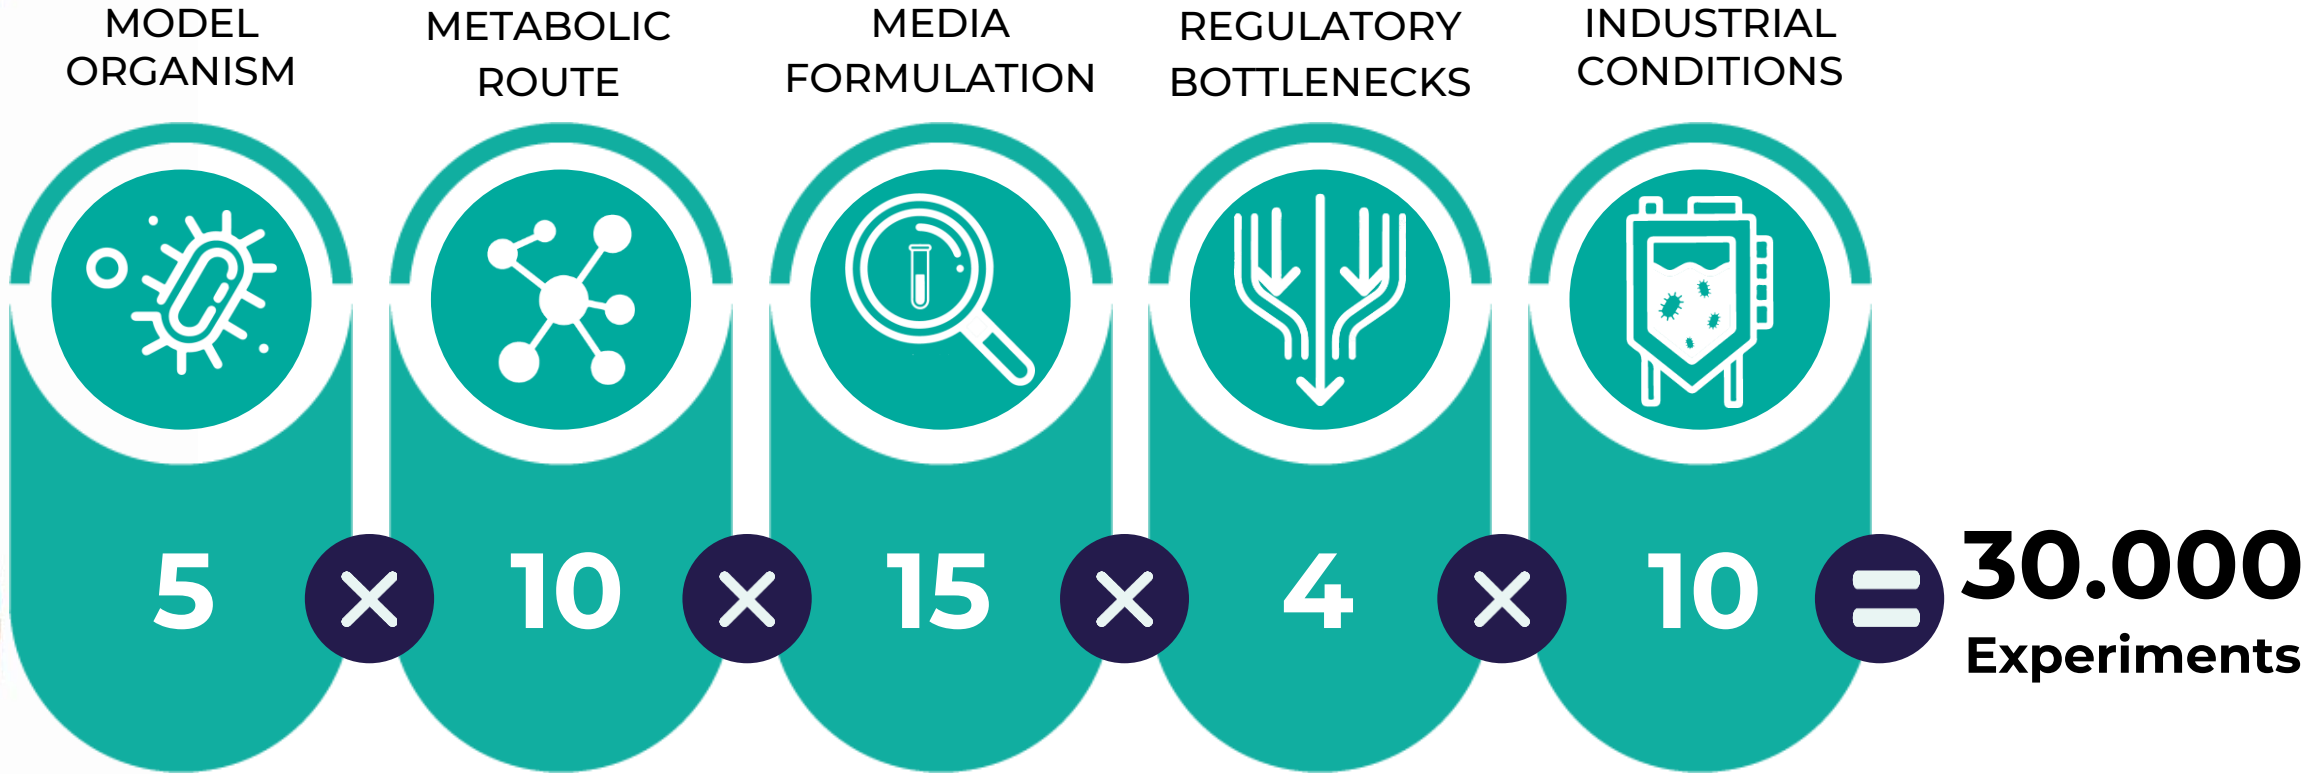 MODEL
ORGANISM
METABOLIC
ROUTE
MEDIA
FORMULATION
REGULATORY
BOTTLENECKS
INDUSTRIAL
CONDITIONS
5 × 10 × 15 × 4 × 10 = 30.000
Experiments